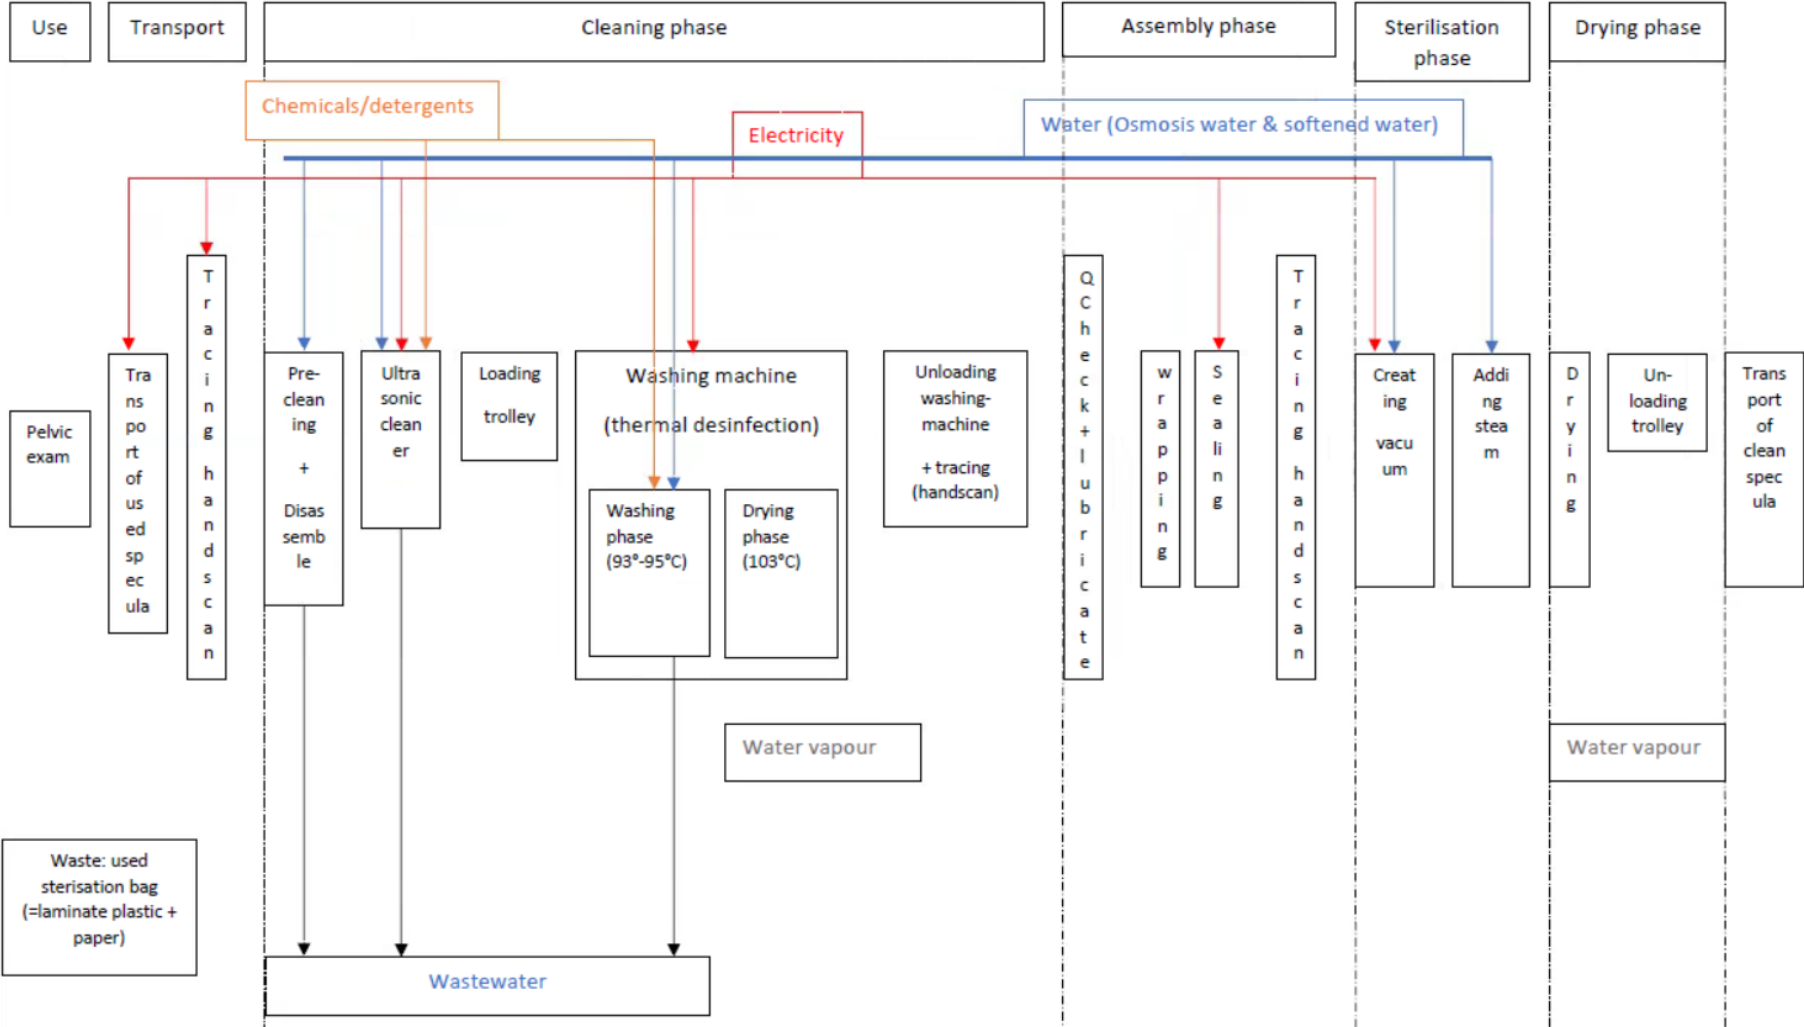 Use
Transport
Cleaning phase
Assembly phase
Sterilisation
phase
Drying phase
Chemicals/detergents
Electricity
Water (Osmosis water & softened water)
Pelvic
exam
Tra
ns
po
rt
of
us
ed
sp
ec
ula
T
r
a
c
i
n
g
h
a
n
d
s
c
a
n
Pre-
clean
ing
+
Disas
semb
le
Ultra
sonic
clean
er
Loading
trolley
Washing machine
(thermal desinfection)
Washing
phase
(93°-95°C)
Drying
phase
(103°C)
Unloading
washing-
machine
+ tracing
(handscan)
Q
C
h
e
c
k
+
l
u
b
r
i
c
a
t
e
w
r
a
p
p
i
n
g
S
e
a
li
n
g
T
r
a
c
i
n
g
h
a
n
d
s
c
a
n
Creat
ing
vacu
um
Addi
ng
stea
m
D
r
y
i
n
g
Un-
loading
trolley
Trans
port
of
clean
spec
ula
Water vapour
Water vapour
Waste: used
sterisation bag
(=laminate plastic +
paper)
Wastewater